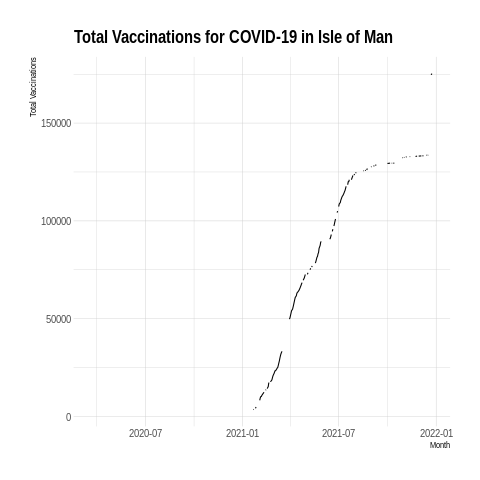 Total Vaccinations for COVID-19 in Isle of Man
Total Vaccinations
150000
100000
50000
0
2020-07 2021-01 2021-07 2022-01
Month